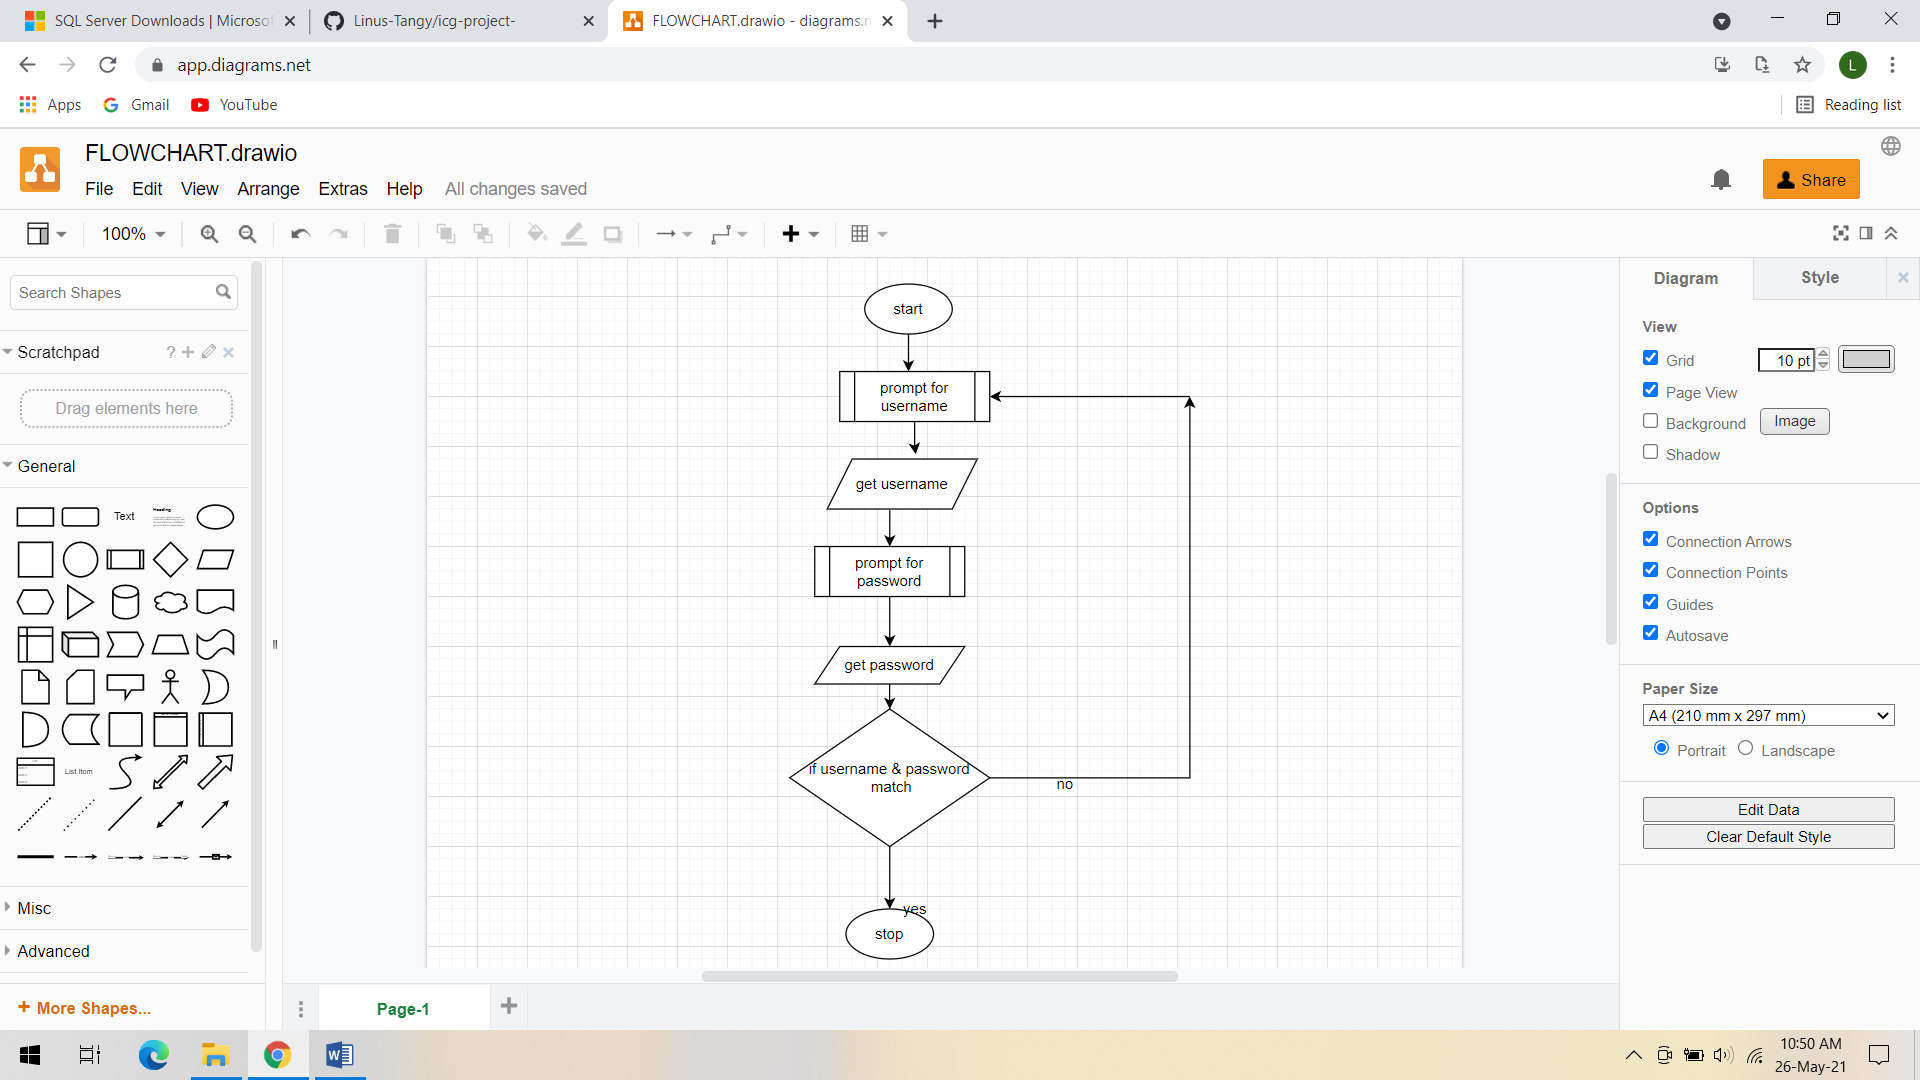 SQL Server Downloads | Microsof
Linus-Tangy/icg-project-
FLOWCHART.drawio - diagrams.n
app.diagrams.net
L
Apps
Gmail
YouTube
Reading list
FLOWCHART.drawio
File Edit View Arrange Extras Help All changes saved
Share
100%
Search Shapes
Scratchpad
?
Drag elements here
General
Text
Heading
List Item
Misc
Advanced
+ More Shapes...
start
prompt for
username
get username
prompt for
password
get password
if username & password
match
no
yes
stop
Page-1
Diagram
Style
View
Grid
10 pt
Page View
Background
Image
Shadow
Options
Connection Arrows
Connection Points
Guides
Autosave
Paper Size
A4 (210 mm x 297 mm)
Portrait
Landscape
Edit Data
Clear Default Style
10:50 AM
26-May-21